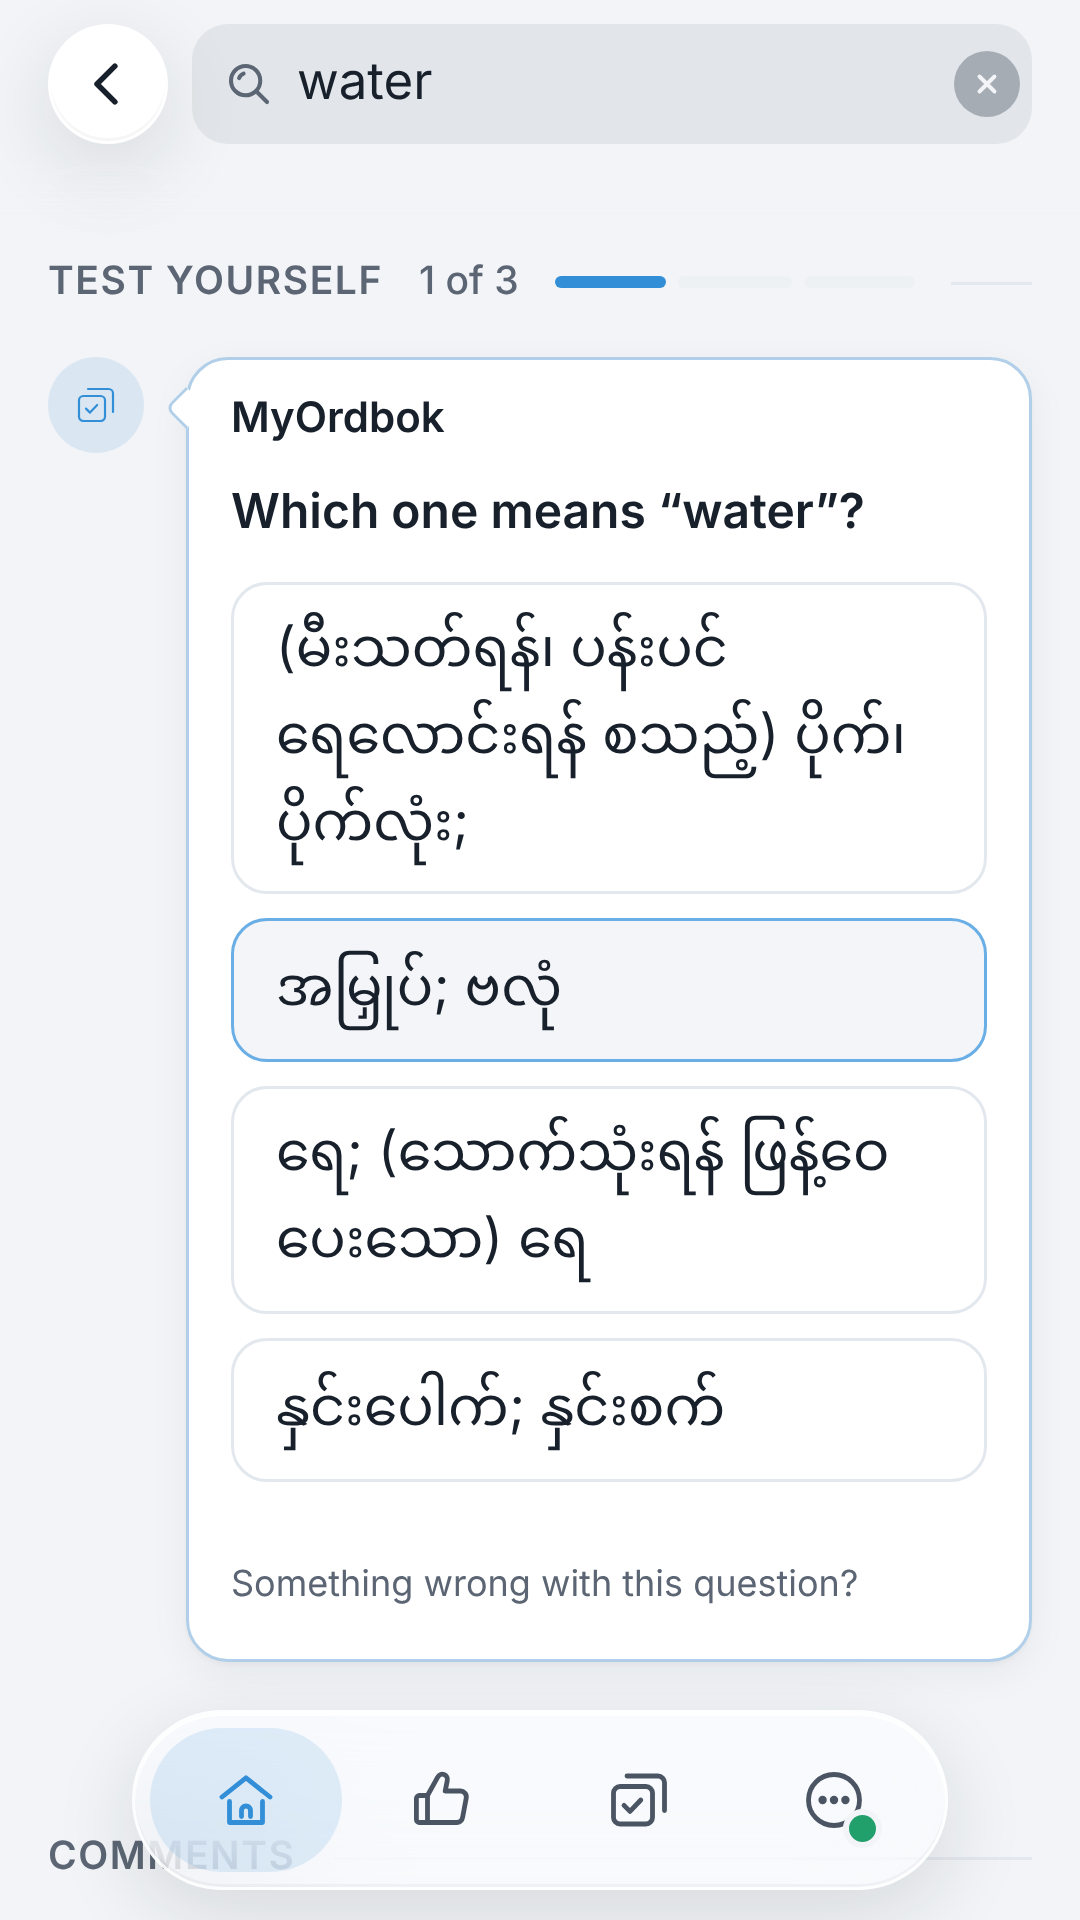 water
TEST YOURSELF 1 of 3
MyOrdbok
Which one means “water”?
(မီးသတ်ရန်၊ ပန်းပင်
ရေလောင်းရန် စသည့်) ပိုက်၊
ပိုက်လုံး;
အမြှုပ်; ဗလုံ
ရေ; (သောက်သုံးရန် ဖြန့်ဝေ
ပေးသော) ရေ
နှင်းပေါက်; နှင်းစက်
Something wrong with this question?
COMMENTS